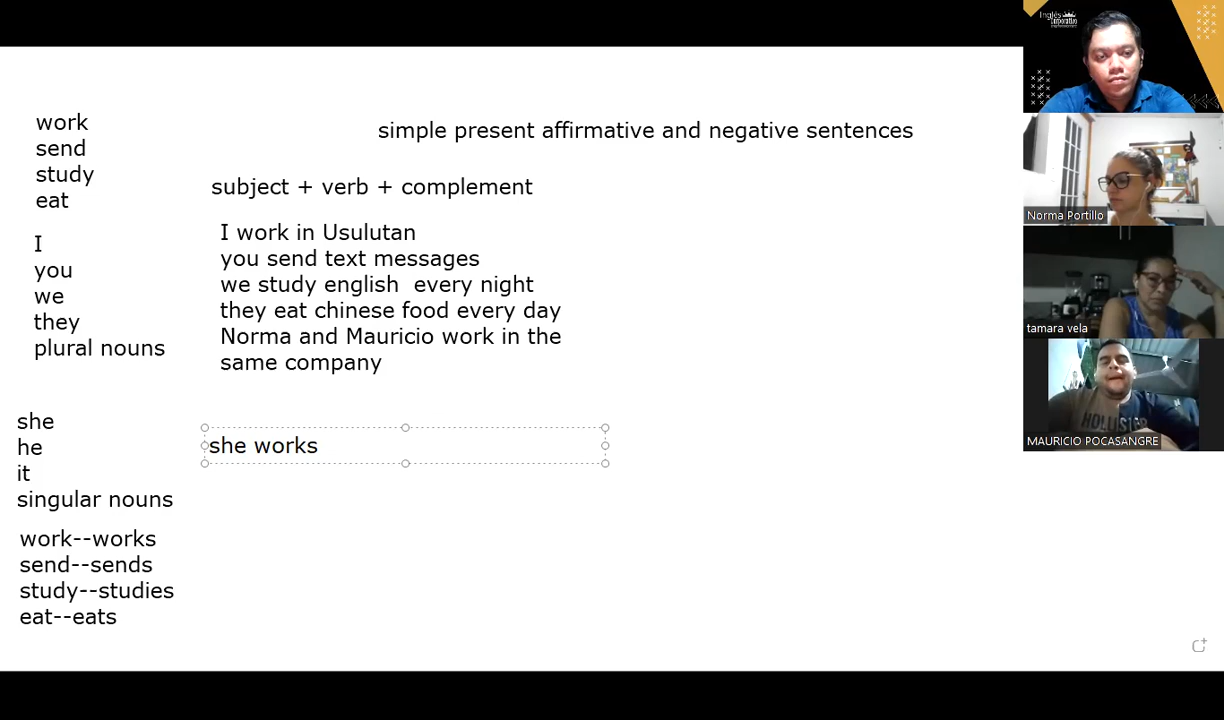 simple present affirmative and negative sentences
work
send
study
eat
subject + verb + complement
I
you
we
they
plural nouns
I work in Usulutan
you send text messages
we study english  every night
they eat chinese food every day
Norma and Mauricio work in the
same company
she
he
it
singular nouns
she works
work--works
send--sends
study--studies
eat--eats
Inglés
Corporativo
Norma Portillo
tamara vela
HOLLISTER
MAURICIO POCASANGRE